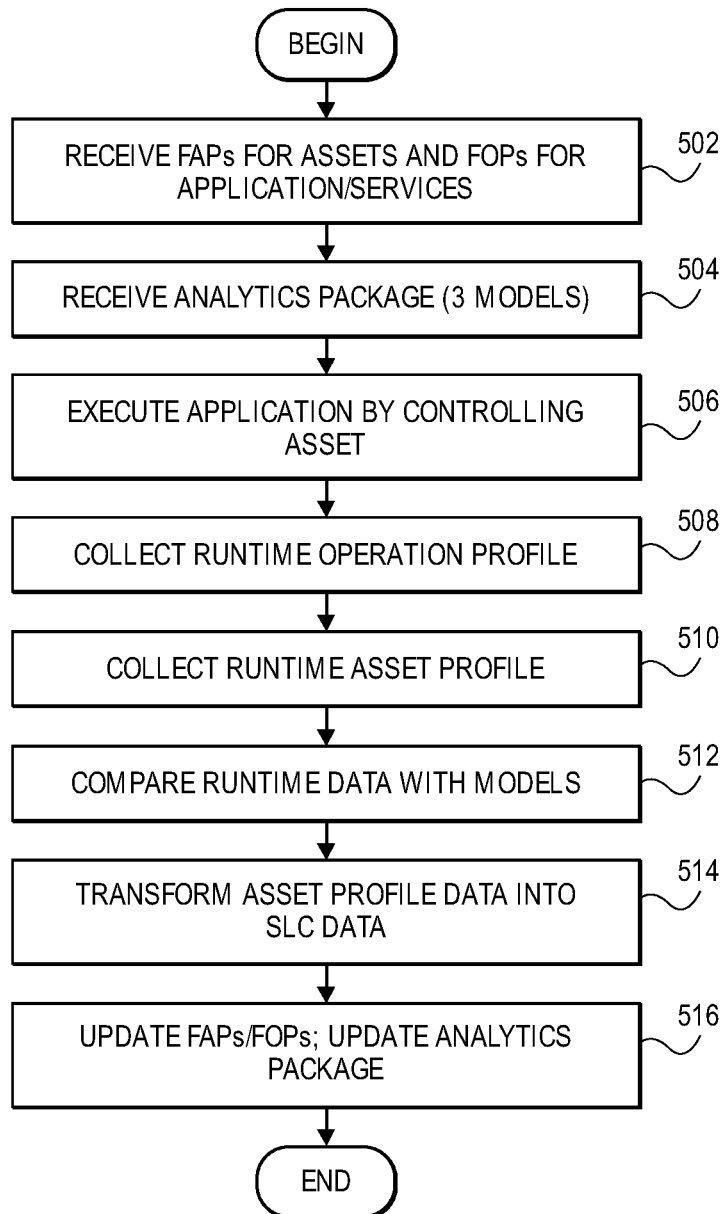 BEGIN
RECEIVE FAPs FOR ASSETS AND FOPs FOR
APPLICATION/SERVICES
502
RECEIVE ANALYTICS PACKAGE (3 MODELS)
504
EXECUTE APPLICATION BY CONTROLLING
ASSET
506
COLLECT RUNTIME OPERATION PROFILE
508
COLLECT RUNTIME ASSET PROFILE
510
COMPARE RUNTIME DATA WITH MODELS
512
TRANSFORM ASSET PROFILE DATA INTO
SLC DATA
514
UPDATE FAPs/FOPs; UPDATE ANALYTICS
PACKAGE
516
END